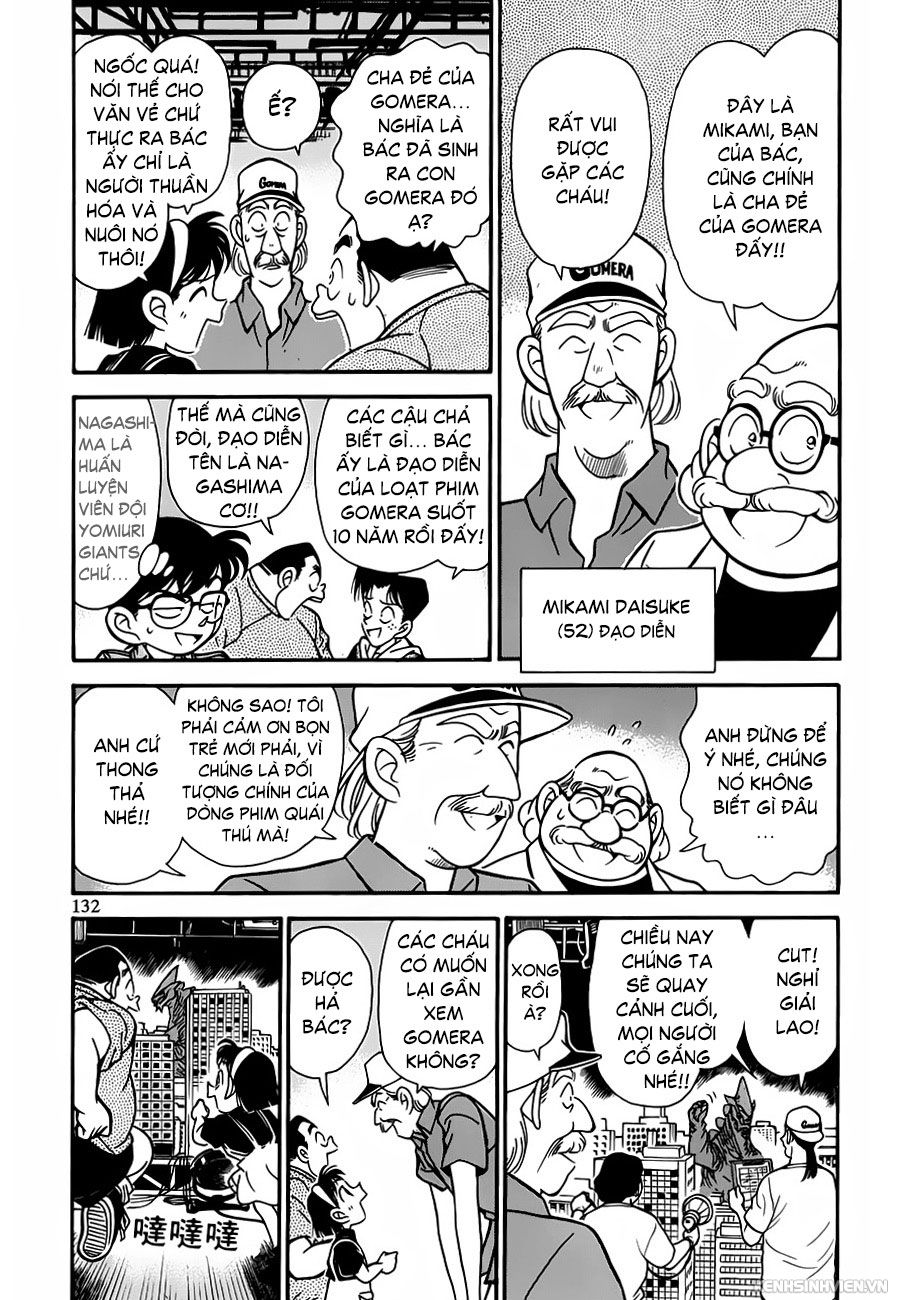 ĐÂY LÀ
MIKAMI, BẠN
CỦA BÁC,
CŨNG CHÍNH
LÀ CHA ĐẺ
CỦA GOMERA
ĐẤY!!
RẤT VUI
ĐƯỢC
GẶP CÁC
CHÁU!
GOMERA
MIKAMI DAISUKE
(52) ĐẠO DIỄN
CHA ĐẺ CỦA
GOMERA...
NGHĨA LÀ
BÁC ĐÃ SINH
RA CON
GOMERA ĐÓ
Ạ?
Ế?
GOMERA
NGỐC QUÁ!
NÓI THẾ CHO
VĂN VẺ CHỨ
THỰC RA BÁC
ẤY CHỈ LÀ
NGƯỜI THUẦN
HÓA VÀ
NUÔI NÓ
THÔI!
CÁC CẬU CHẢ
BIẾT GÌ... BÁC
ẤY LÀ ĐẠO DIỄN
CỦA LOẠT PHIM
GOMERA SUỐT
10 NĂM RỒI ĐẤY!
THẾ MÀ CŨNG
ĐÒI, ĐẠO DIỄN
TÊN LÀ NA-
GASHIMA
CƠ!!
NAGASHI-
MA LÀ
HUẤN
LUYỆN
VIÊN ĐỘI
YOMIURI
GIANTS
CHỨ...
ANH ĐỪNG ĐỂ
Ý NHÉ, CHÚNG
NÓ KHÔNG
BIẾT GÌ ĐÂU
...
KHÔNG SAO! TÔI
PHẢI CẢM ƠN BỌN
TRẺ MỚI PHẢI, VÌ
CHÚNG LÀ ĐỐI
TƯỢNG CHÍNH CỦA
DÒNG PHIM QUÁI
THÚ MÀ!
ANH CỨ
THONG
THẢ
NHÉ!!
132
CUT!
NGHỈ
GIẢI
LAO!
CHIỀU NAY
CHÚNG TA
SẼ QUAY
CẢNH CUỐI,
MỌI NGƯỜI
CỐ GẮNG
NHÉ!!
XONG
RỒI
À?
CÁC CHÁU
CÓ MUỐN
LẠI GẦN
XEM
GOMERA
KHÔNG?
ĐƯỢC
HẢ
BÁC?
噠噠噠
KENHSINHVIEN.VN